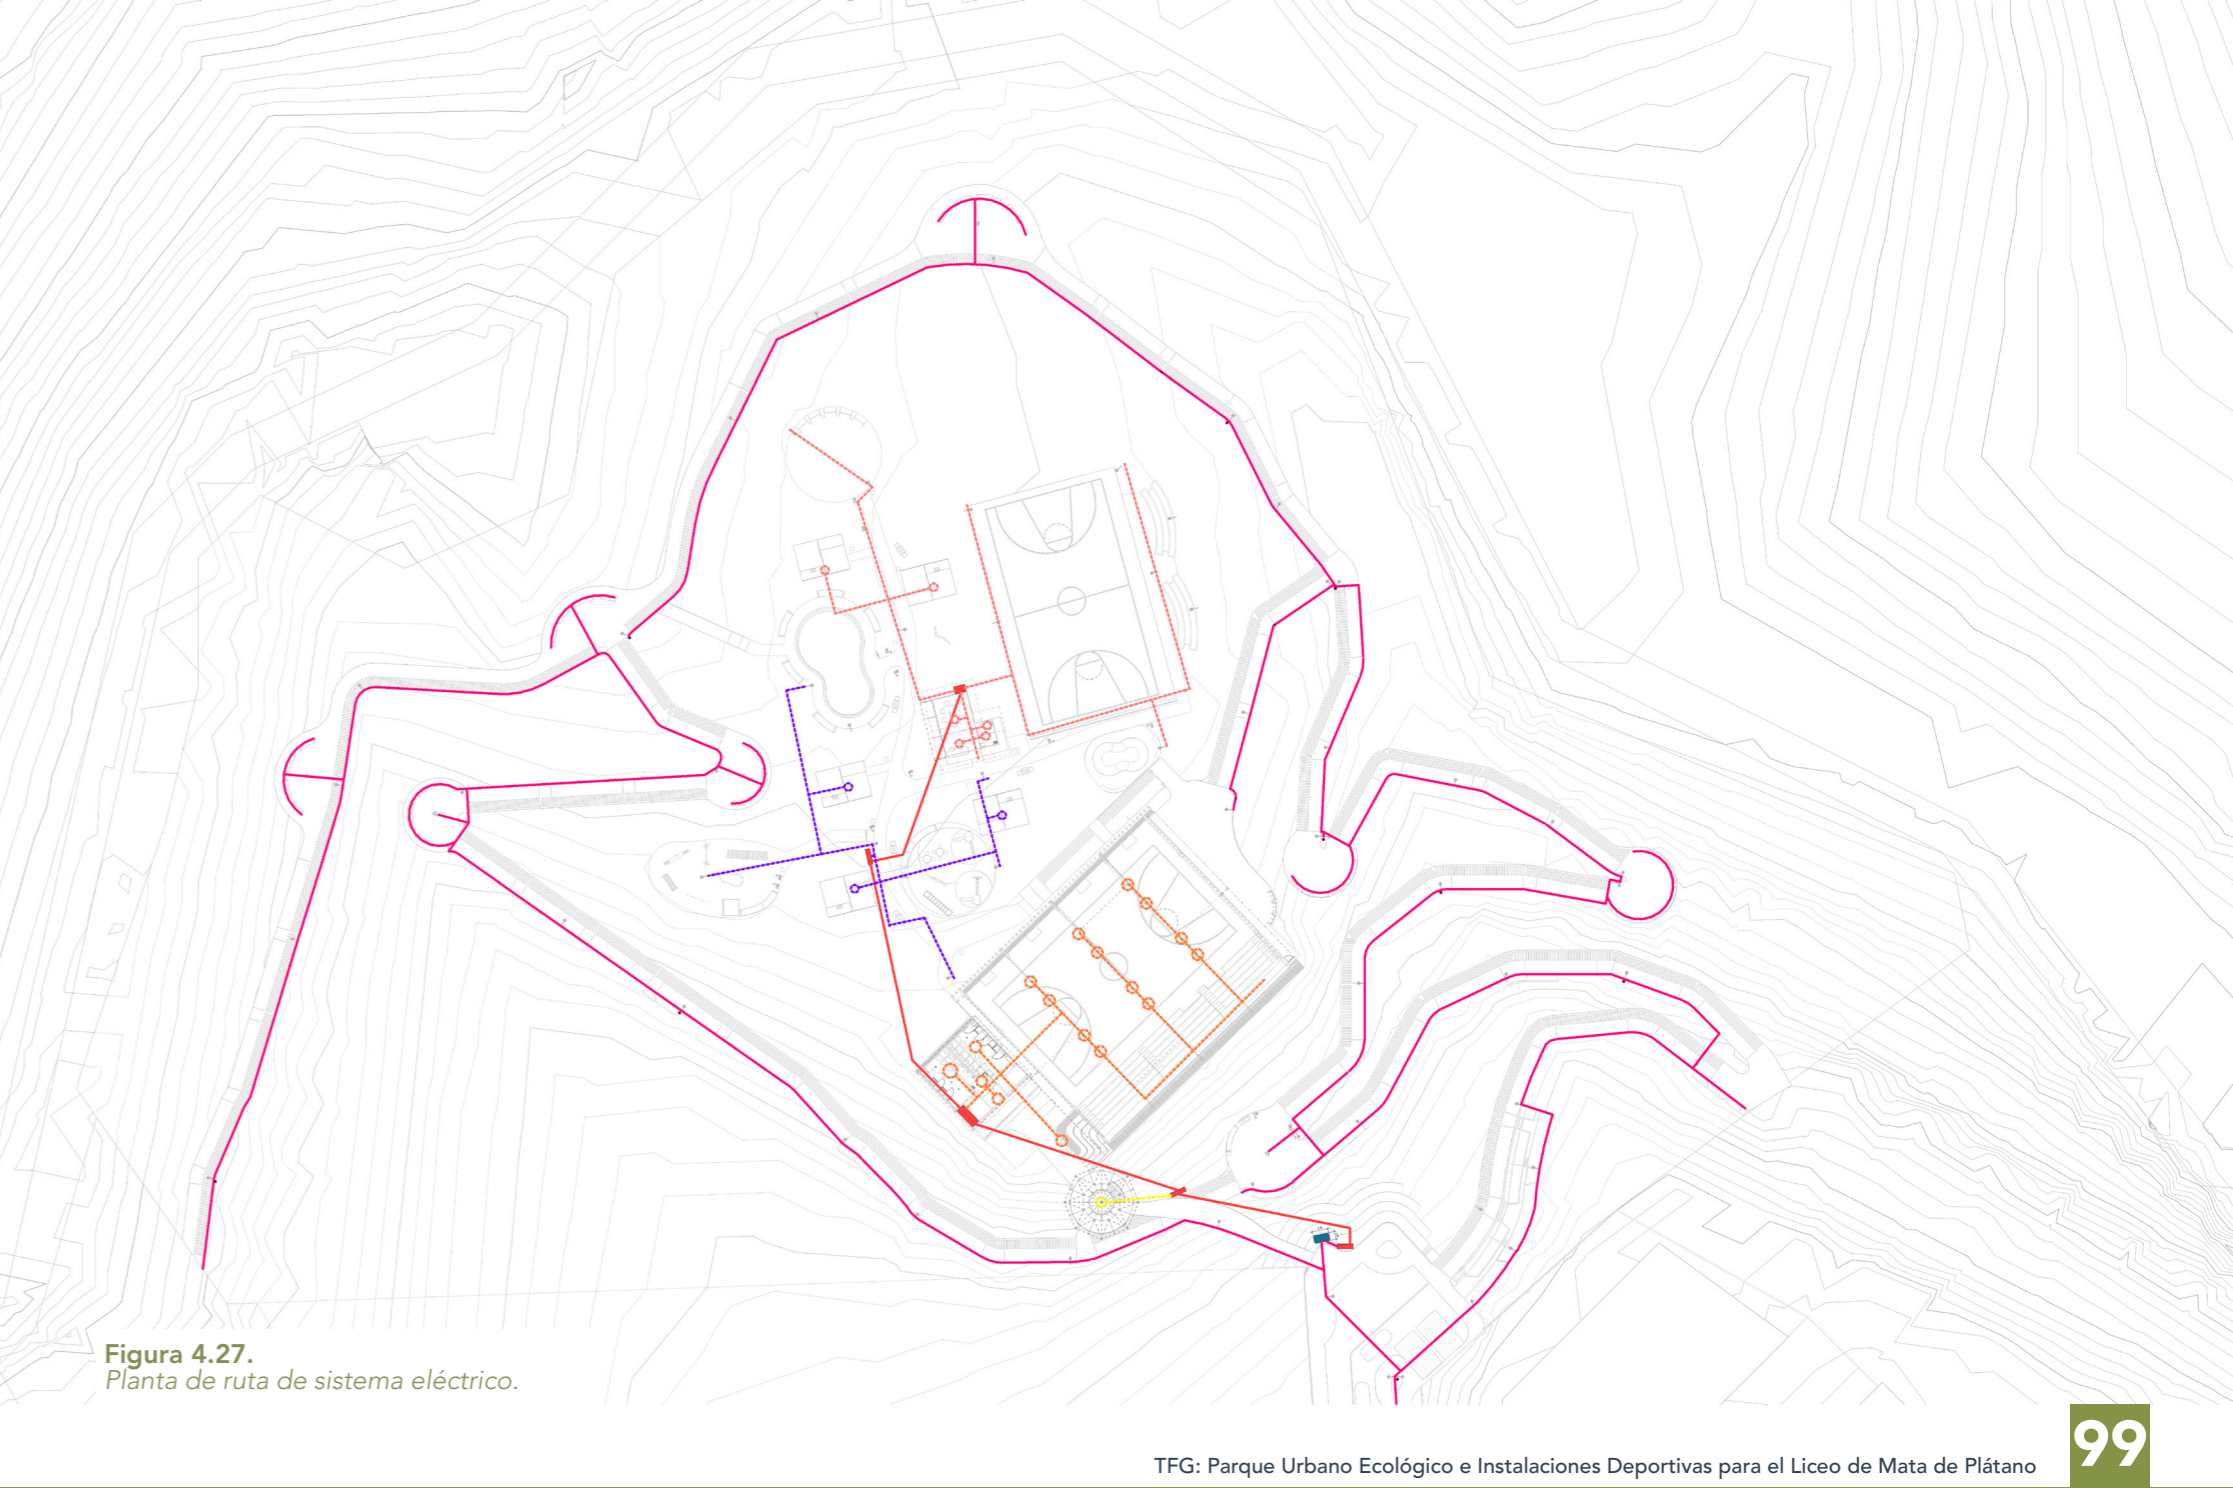 Figura 4.27.
Planta de ruta de sistema eléctrico.
TFG: Parque Urbano Ecológico e Instalaciones Deportivas para el Liceo de Mata de Plátano
99